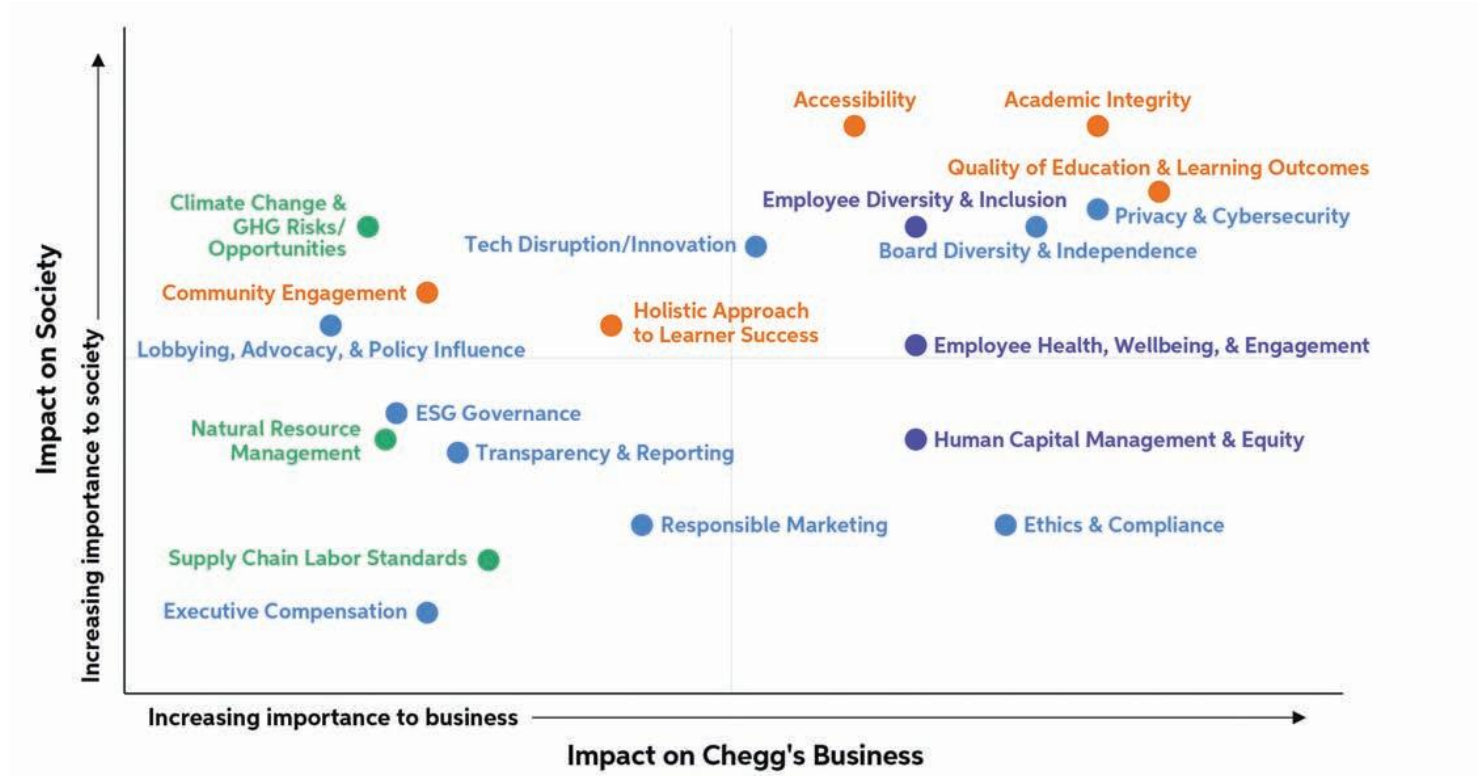 Accessibility
Academic Integrity
Quality of Education & Learning Outcomes
Climate Change &
GHG Risks/
Opportunities
Employee Diversity & Inclusion
Privacy & Cybersecurity
Tech Disruption/Innovation
Board Diversity & Independence
Community Engagement
Holistic Approach
to Learner Success
Lobbying, Advocacy, & Policy Influence
Employee Health, Wellbeing, & Engagement
ESG Governance
Natural Resource
Management
Transparency & Reporting
Human Capital Management & Equity
Responsible Marketing
Ethics & Compliance
Supply Chain Labor Standards
Executive Compensation
Impact on Society
Increasing importance to society
Increasing importance to business
Impact on Chegg's Business